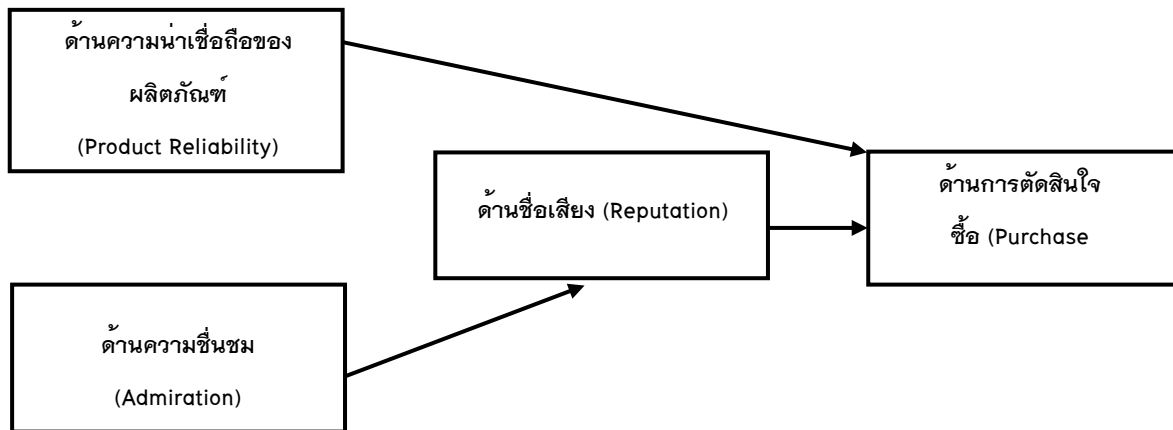 ด้านความน่าเชื่อถือของ
ผลิตภัณฑ์
(Product Reliability)
ด้านชื่อเสียง (Reputation)
ด้านการตัดสินใจ
ซื้อ (Purchase
ด้านความชื่นชม
(Admiration)